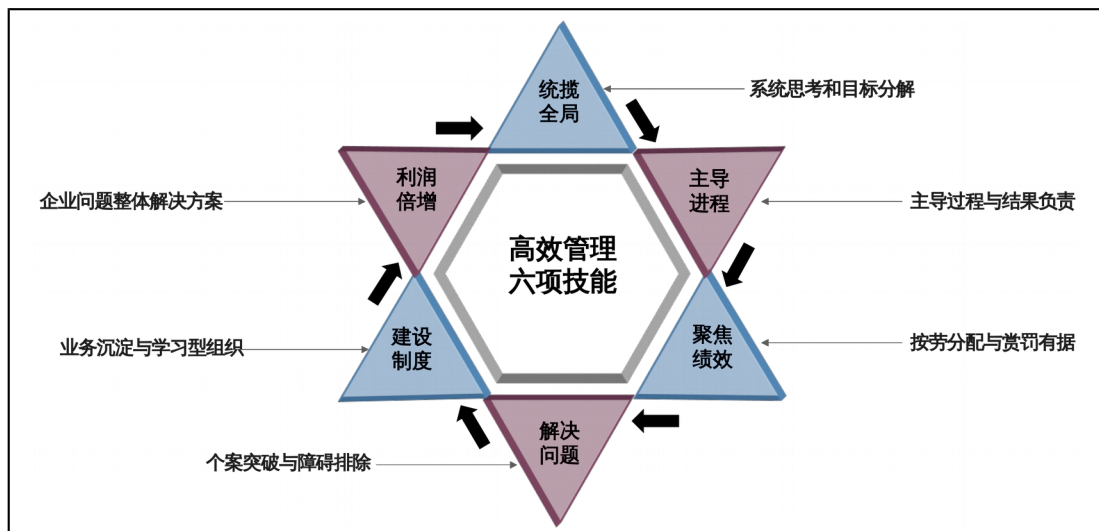 统揽
全局
系统思考和目标分解
利润
倍增
主导
进程
企业问题整体解决方案
主导过程与结果负责
高效管理
六项技能
建设
制度
聚焦
绩效
业务沉淀与学习型组织
按劳分配与赏罚有据
解决
问题
个案突破与障碍排除